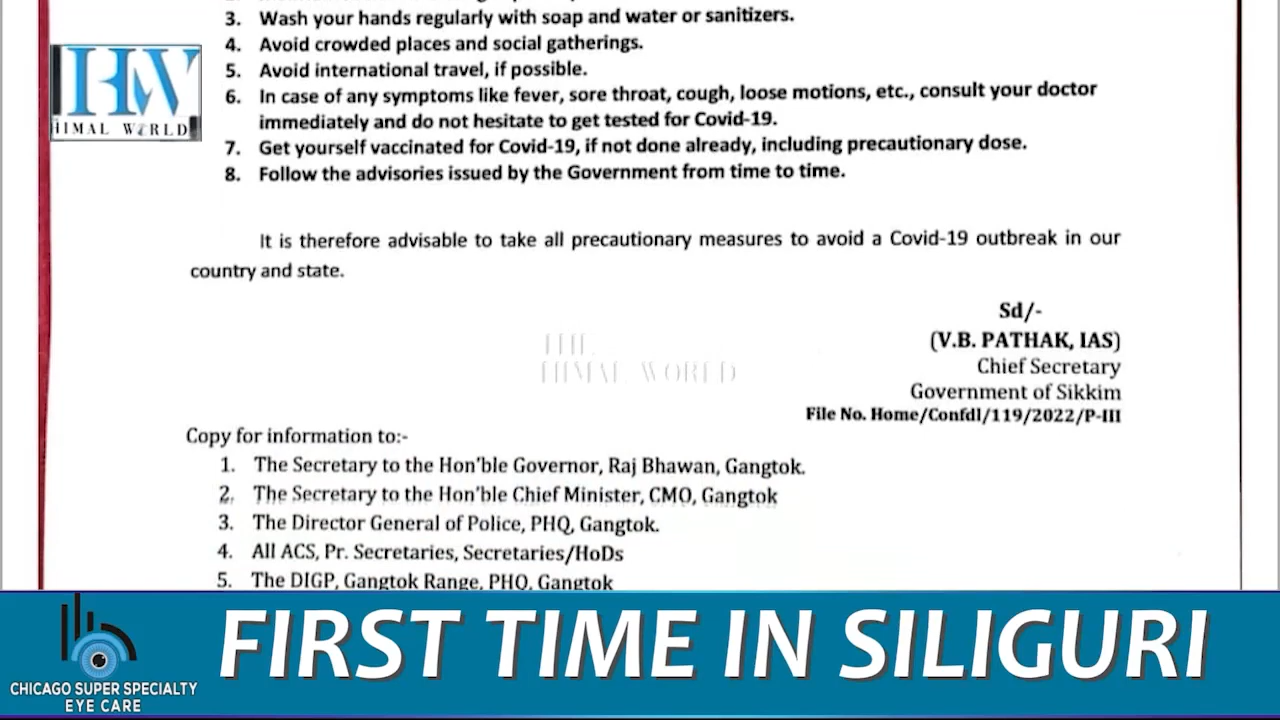 3. Wash your hands regularly with soap and water or sanitizers.
4. Avoid crowded places and social gatherings.
5. Avoid international travel, if possible.
6. In case of any symptoms like fever, sore throat, cough, loose motions, etc., consult your doctor
immediately and do not hesitate to get tested for Covid-19.
7. Get yourself vaccinated for Covid-19, if not done already, including precautionary dose.
8. Follow the advisories issued by the Government from time to time.
HIMAL WORLD
It is therefore advisable to take all precautionary measures to avoid a Covid-19 outbreak in our
country and state.
Sd/-
(V.B. PATHAK, IAS)
Chief Secretary
Government of Sikkim
File No. Home/Confdl/119/2022/P-III
THE
HIMAL WORLD
Copy for information to:-
1. The Secretary to the Hon'ble Governor, Raj Bhawan, Gangtok.
2. The Secretary to the Hon'ble Chief Minister, CMO, Gangtok
3. The Director General of Police, PHQ, Gangtok.
4. All ACS, Pr. Secretaries, Secretaries/HoDs
5. The DIGP, Gangtok Range, PHQ, Gangtok
FIRST TIME IN SILIGURI
CHICAGO SUPER SPECIALTY
EYE CARE